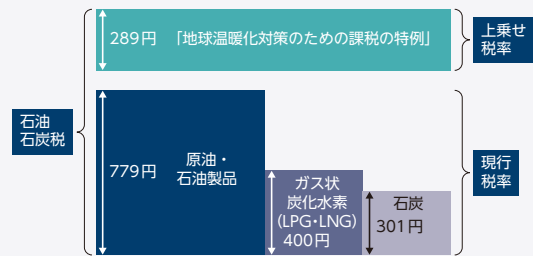 289円 「地球温暖化対策のための課税の特例」
上乗せ
税率
石油
石炭税
779円
原油・
石油製品
ガス状
炭化水素
(LPG・LNG)
400円
石炭
301円
現行
税率